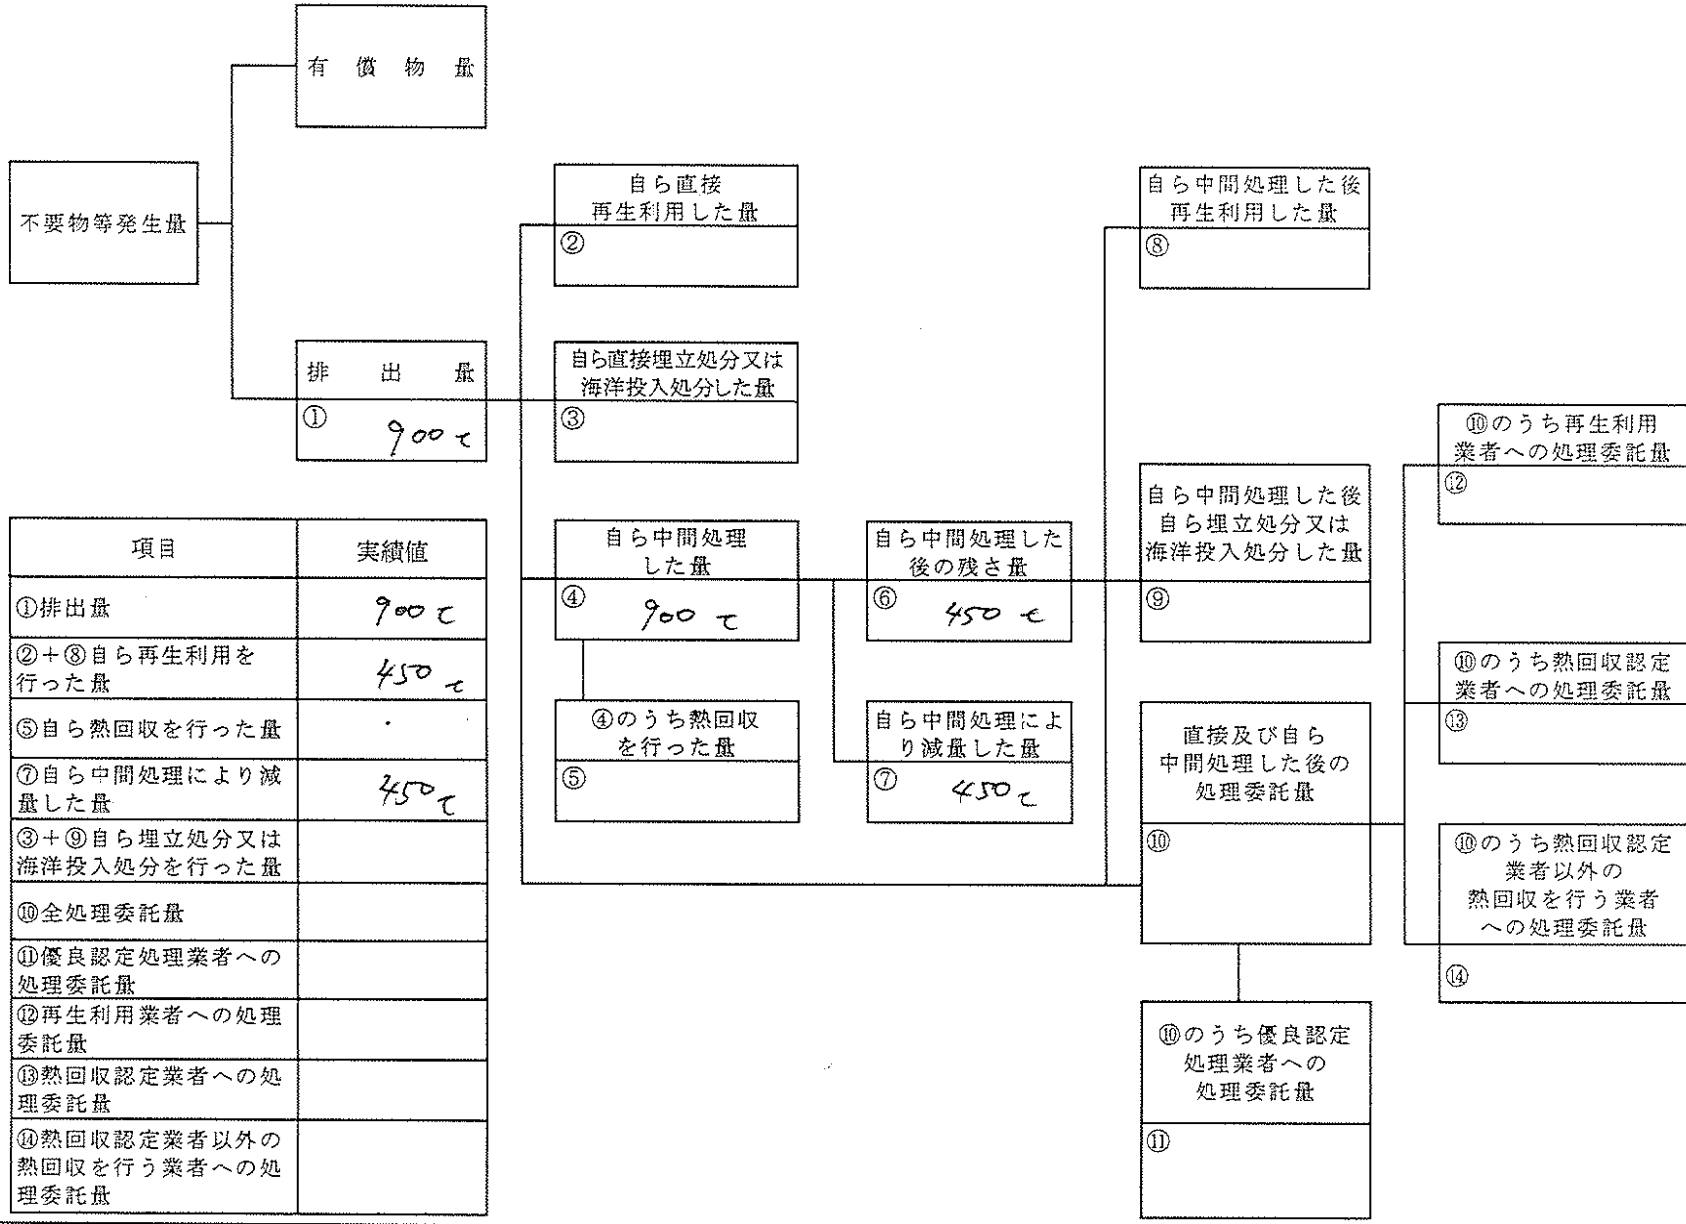 有償物量
不要物等発生量
排出量
①
900 t
自ら直接
再生利用した量
②
自ら直接埋立処分又は
海洋投入処分した量
③
自ら中間処理
した量
④
900 t
④のうち熱回収
を行った量
⑤
自ら中間処理した
後の残さ量
⑥
450 t
自ら中間処理によ
り減量した量
⑦
450 t
自ら中間処理した後
再生利用した量
⑧
自ら中間処理した後
自ら埋立処分又は
海洋投入処分した量
⑨
直接及び自ら
中間処理した後の
処理委託量
⑩
⑩のうち優良認定
処理業者への
処理委託量
⑪
⑩のうち再生利用
業者への処理委託量
⑫
⑩のうち熱回収認定
業者への処理委託量
⑬
⑩のうち熱回収認定
業者以外の
熱回収を行う業者
への処理委託量
⑭
項目 実績値
①排出量 900 t
②+⑧自ら再生利用を
行った量 450 t
⑤自ら熱回収を行った量
⑦自ら中間処理により減
量した量 450 t
③+⑨自ら埋立処分又は
海洋投入処分を行った量
⑩全処理委託量
⑪優良認定処理業者への
処理委託量
⑫再生利用業者への処理
委託量
⑬熱回収認定業者への処
理委託量
⑭熱回収認定業者以外の
熱回収を行う業者への処
理委託量